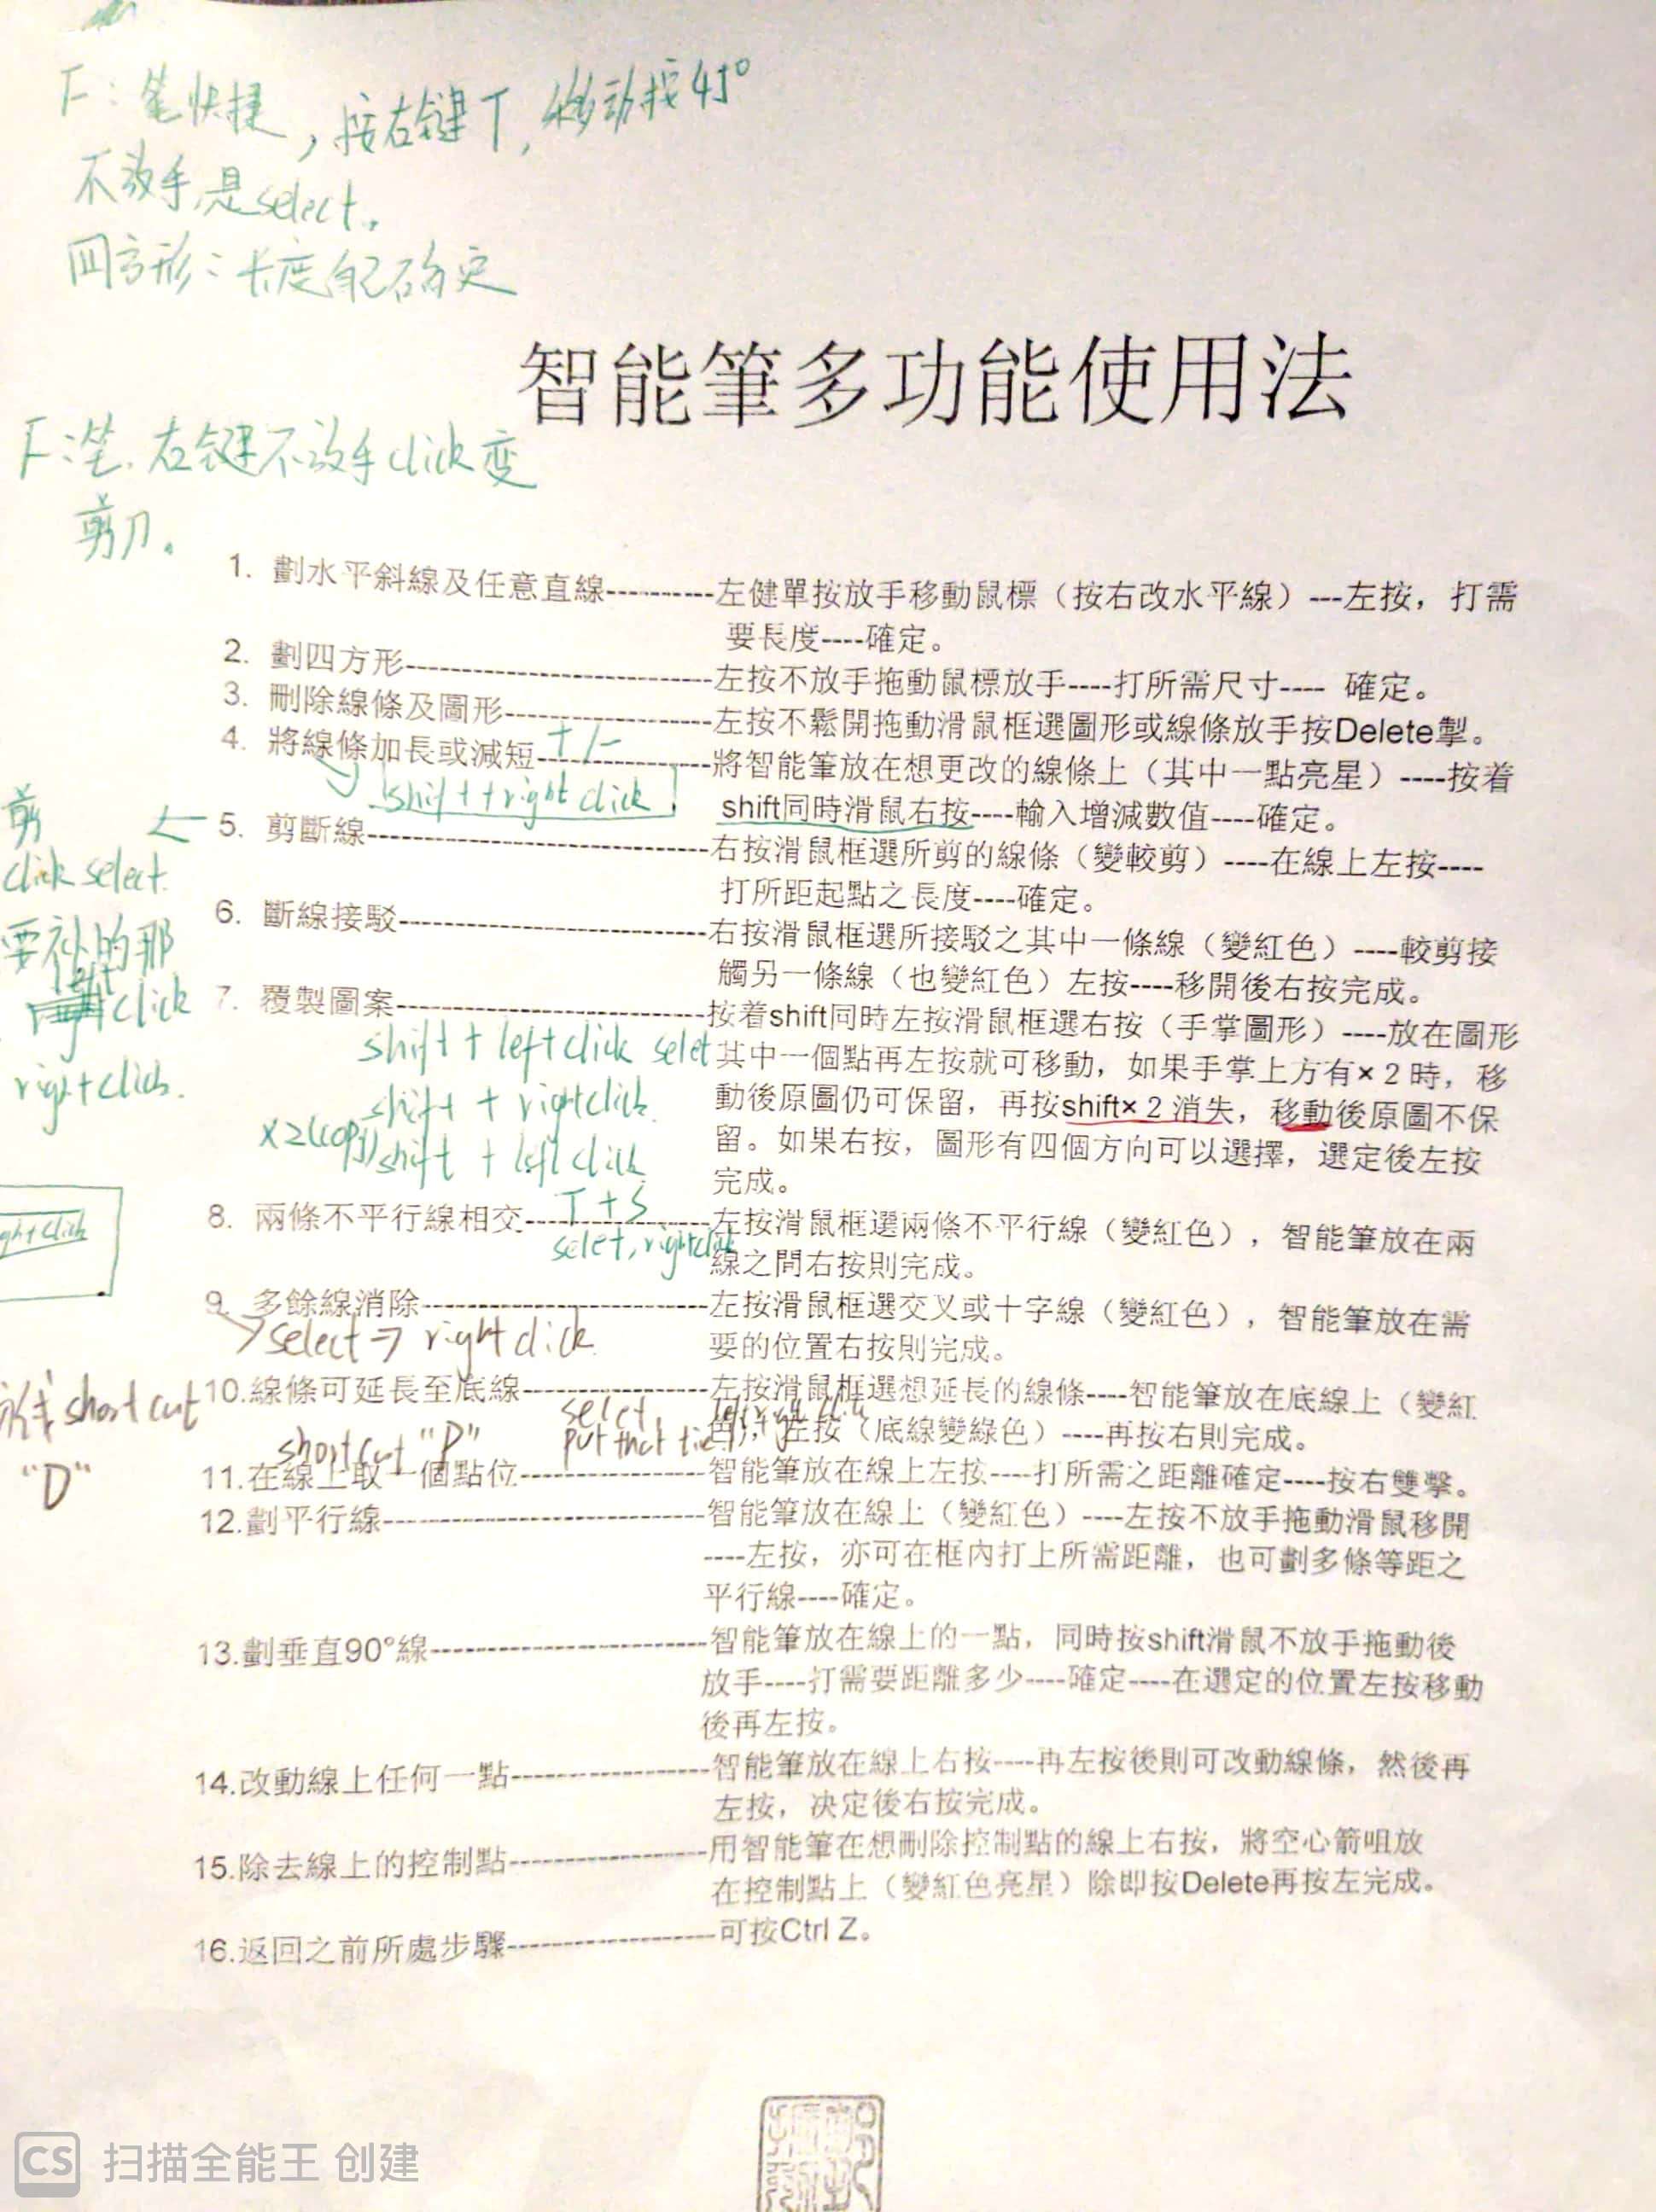 F：笔快捷，按右键 T，移动按45°
不放手是select。
四方形：长度自己确定
智能筆多功能使用法
F：笔．右键不放手click变
剪刀。
1. 劃水平斜線及任意直線----------左健單按放手移動鼠標（按右改水平線）---左按，打需
要長度----確定。
2. 劃四方形----------左按不放手拖動鼠標放手----打所需尺寸---- 確定。
3. 刪除線條及圖形----------左按不鬆開拖動滑鼠框選圖形或線條放手按Delete掣。
4. 將線條加長或減短----------將智能筆放在想更改的線條上（其中一點亮星）----按着
+/-
shift+right click
shift同時滑鼠右按----輸入增減數值----確定。
剪
click select.
要补的那
click
right click.
5. 剪斷線----------右按滑鼠框選所剪的線條（變較剪）----在線上左按----
打所距起點之長度----確定。
6. 斷線接駁----------右按滑鼠框選所接駁之其中一條線（變紅色）----較剪接
觸另一條線（也變紅色）左按----移開後右按完成。
7. 覆製圖案----------按着shift同時左按滑鼠框選右按（手掌圖形）----放在圖形
shift + left click selet
其中一個點再左按就可移動，如果手掌上方有×２時，移
shift + right click.
動後原圖仍可保留，再按shift×２消失，移動後原圖不保
x2(copy) shift + left click
留。如果右按，圖形有四個方向可以選擇，選定後左按
完成。
8. 兩條不平行線相交----------左按滑鼠框選兩條不平行線（變紅色），智能筆放在兩
T+S
selet, right click
線之間右按則完成。
9. 多餘線消除----------左按滑鼠框選交叉或十字線（變紅色），智能筆放在需
select → right click
要的位置右按則完成。
10.線條可延長至底線----------左按滑鼠框選想延長的線條----智能筆放在底線上（變紅
色），左按（底線變綠色）----再按右則完成。
short cut
"D"
selet,
put that
short cut "P"
11.在線上取一個點位----------智能筆放在線上左按----打所需之距離確定----按右雙擊。
12.劃平行線----------智能筆放在線上（變紅色）----左按不放手拖動滑鼠移開
----左按，亦可在框內打上所需距離，也可劃多條等距之
平行線----確定。
13.劃垂直90°線----------智能筆放在線上的一點，同時按shift滑鼠不放手拖動後
放手----打需要距離多少----確定----在選定的位置左按移動
後再左按。
14.改動線上任何一點----------智能筆放在線上右按----再左按後則可改動線條，然後再
左按，决定後右按完成。
15.除去線上的控制點----------用智能筆在想刪除控制點的線上右按，將空心箭咀放
在控制點上（變紅色亮星）除即按Delete再按左完成。
16.返回之前所處步驟----------可按Ctrl Z。
CS 扫描全能王 创建